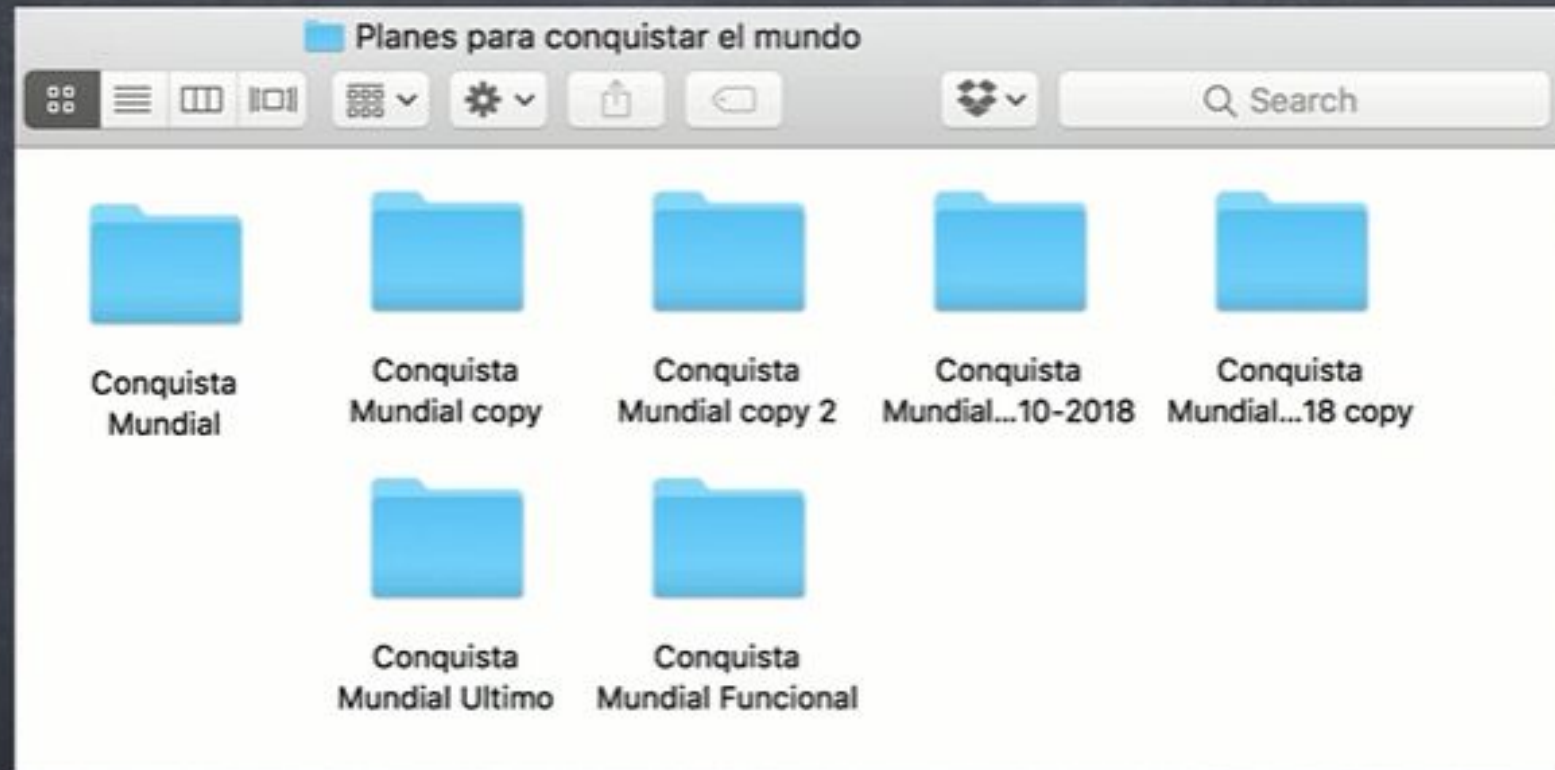 Planes para conquistar el mundo
Search
Conquista
Mundial
Conquista
Mundial copy
Conquista
Mundial copy 2
Conquista
Mundial...10-2018
Conquista
Mundial...18 copy
Conquista
Mundial Ultimo
Conquista
Mundial Funcional